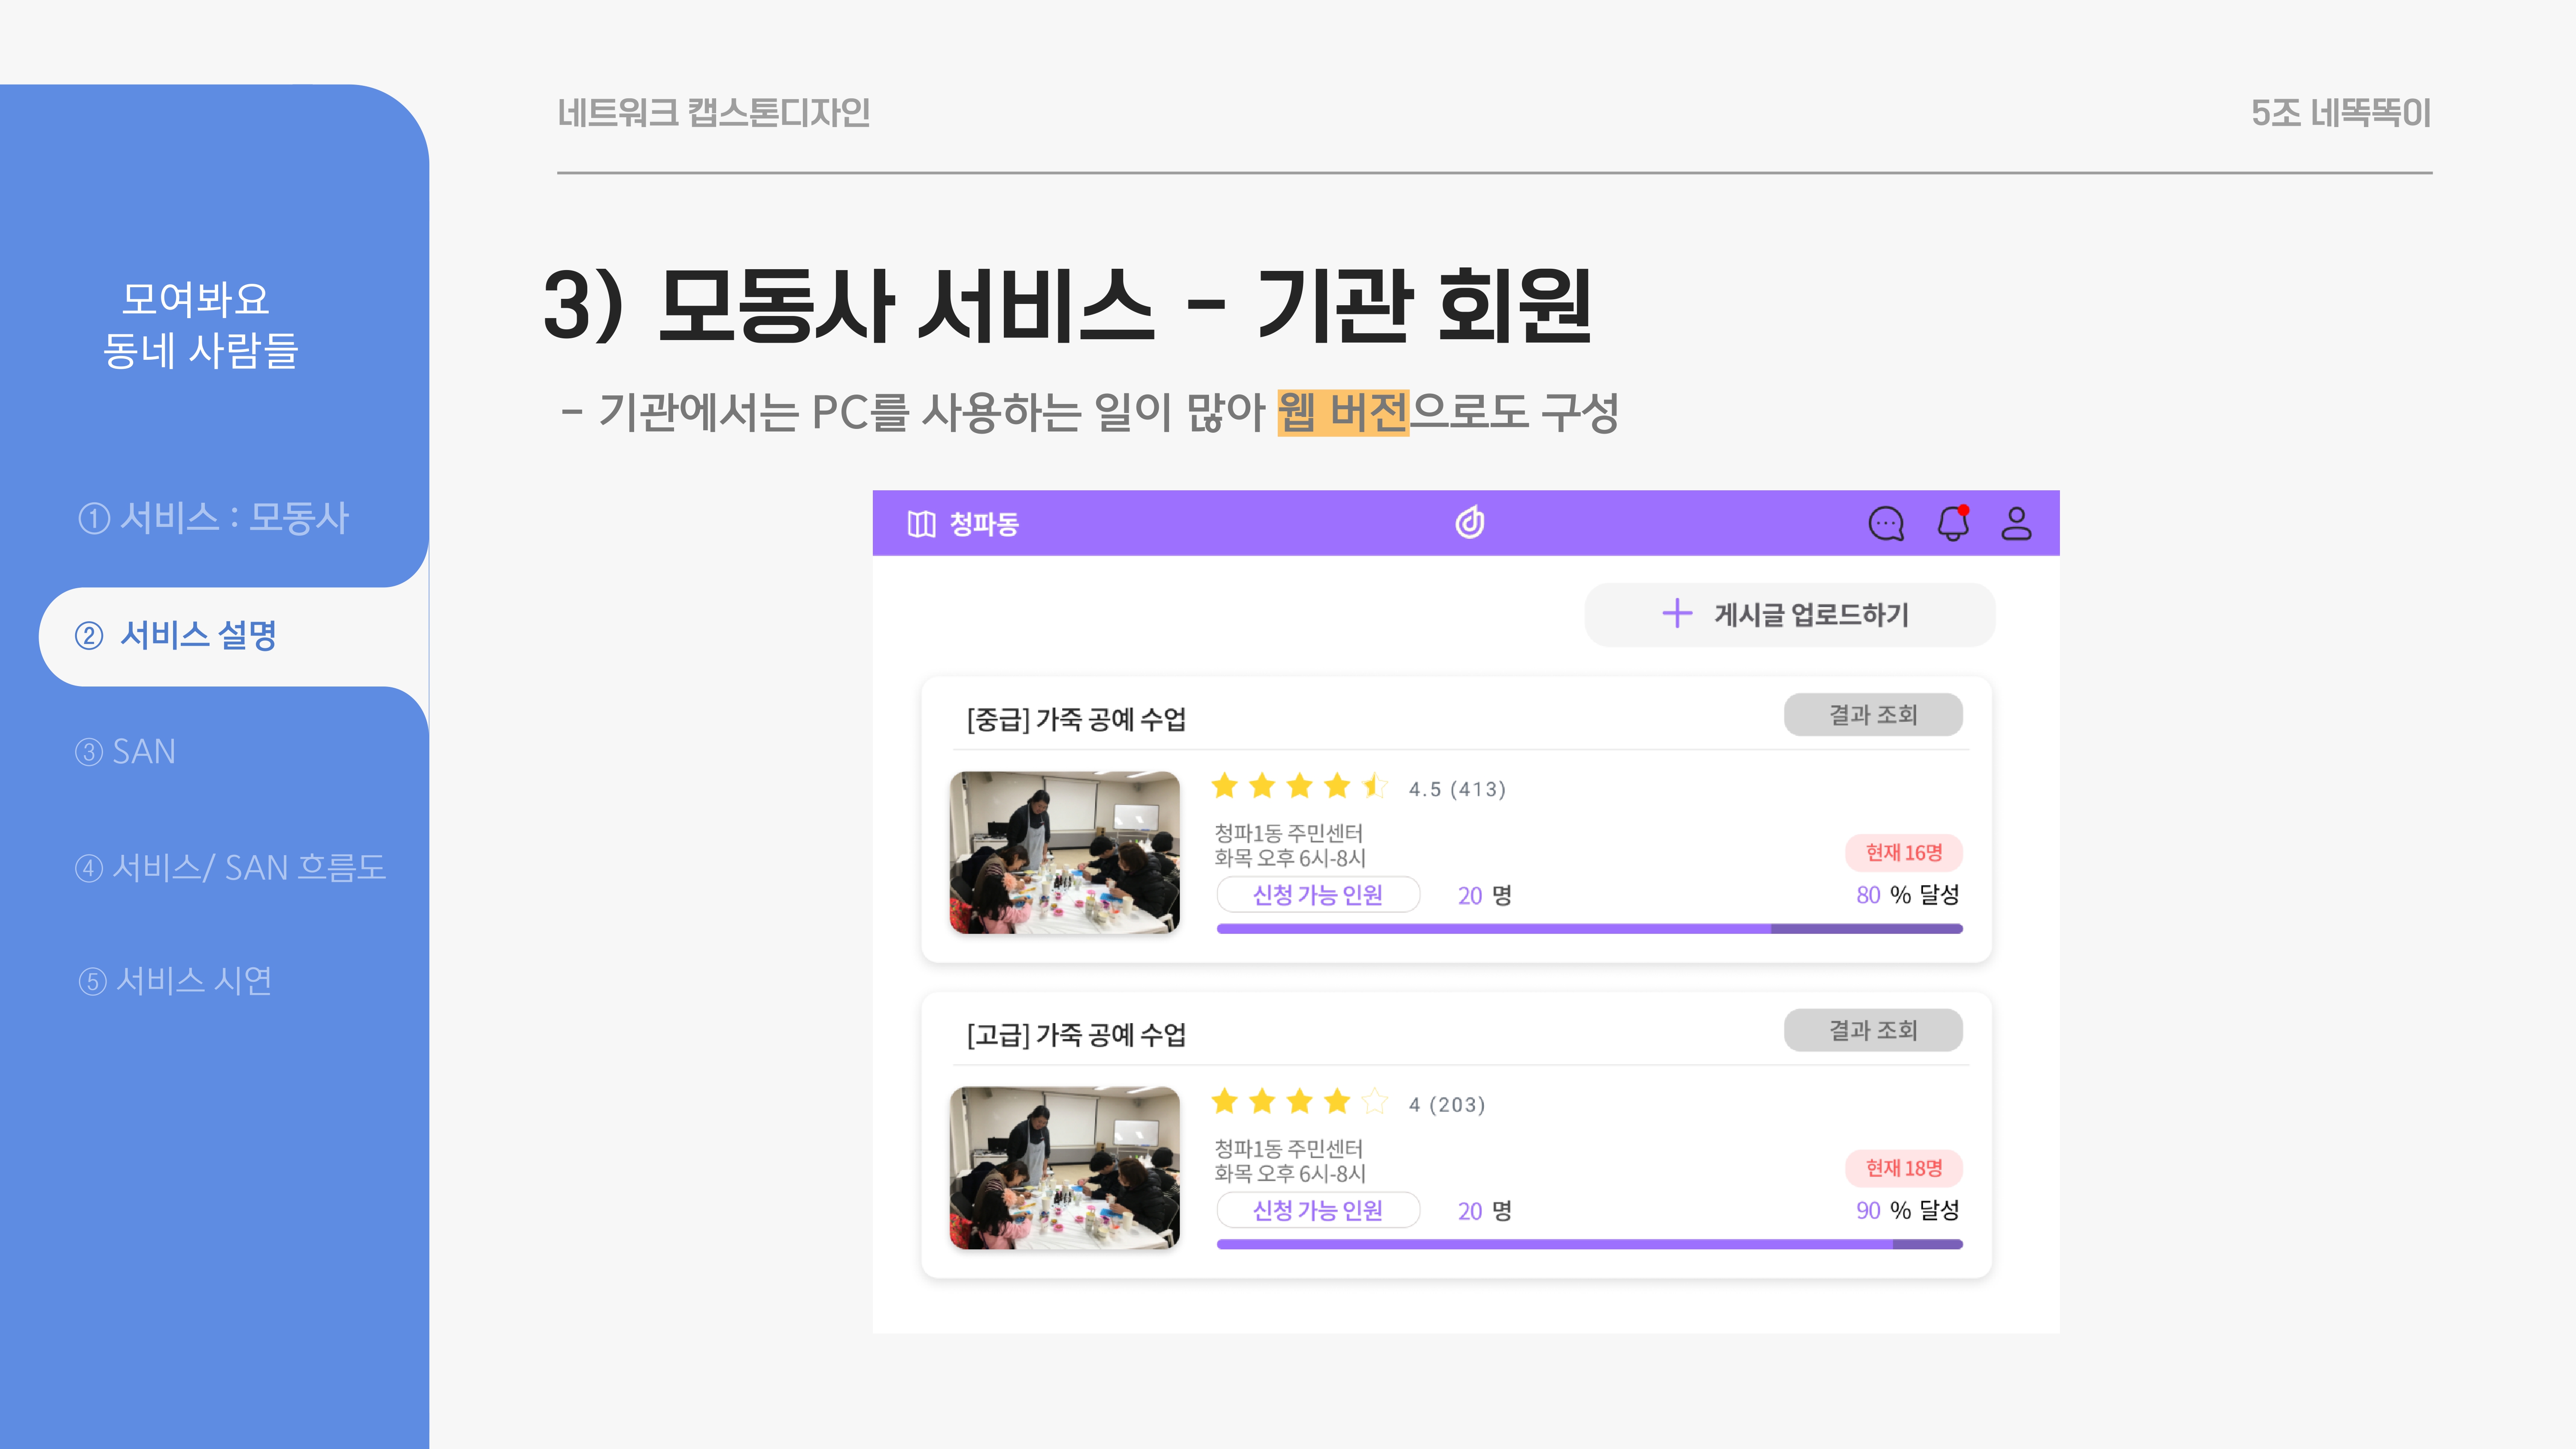 네트워크 캡스톤디자인
5조 네똑똑이
모여봐요
동네 사람들
① 서비스 : 모동사
② 서비스 설명
③ SAN
④ 서비스/ SAN 흐름도
⑤ 서비스 시연
3) 모동사 서비스 - 기관 회원
- 기관에서는 PC를 사용하는 일이 많아 웹 버전으로도 구성
청파동
+ 게시글 업로드하기
[중급] 가죽 공예 수업
결과 조회
4.5 (413)
청파1동 주민센터
화목 오후 6시-8시
현재 16명
신청 가능 인원 20 명
80 % 달성
[고급] 가죽 공예 수업
결과 조회
4 (203)
청파1동 주민센터
화목 오후 6시-8시
현재 18명
신청 가능 인원 20 명
90 % 달성